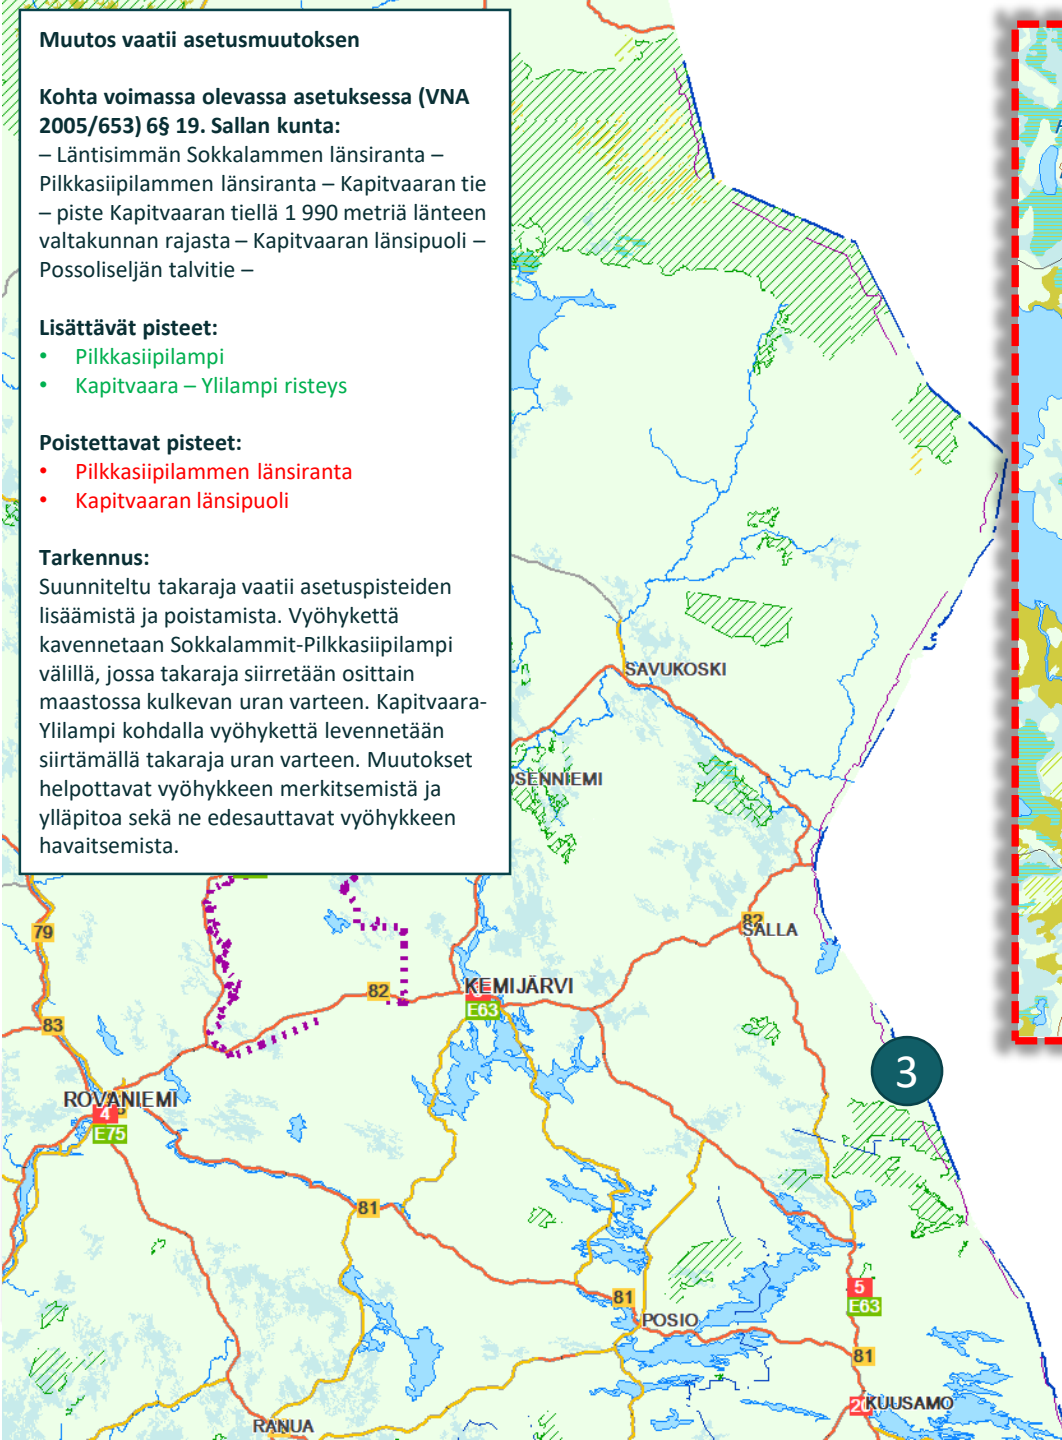 Muutos vaatii asetusmuutoksen
Kohta voimassa olevassa asetuksessa (VNA
2005/653) 6§ 19. Sallan kunta:
– Läntisimmän Sokkalammen länsiranta –
Pilkkasiipilammen länsiranta – Kapitvaaran tie
– piste Kapitvaaran tiellä 1 990 metriä länteen
valtakunnan rajasta – Kapitvaaran länsipuoli –
Possoliseljän talvitie –
Lisättävät pisteet:
• Pilkkasiipilampi
• Kapitvaara – Ylilampi risteys
Poistettavat pisteet:
• Pilkkasiipilammen länsiranta
• Kapitvaaran länsipuoli
Tarkennus:
Suunniteltu takaraja vaatii asetuspisteiden
lisäämistä ja poistamista. Vyöhykettä
kavennetaan Sokkalammit-Pilkkasiipilampi
välillä, jossa takaraja siirretään osittain
maastossa kulkevan uran varteen. Kapitvaara-
Ylilampi kohdalla vyöhykettä levennetään
siirtämällä takaraja uran varteen. Muutokset
helpottavat vyöhykkeen merkitsemistä ja
ylläpitoa sekä ne edesauttavat vyöhykkeen
havaitsemista.
SAVUKOSKI
OSENNIEMI
79
82
SALLA
82
KEMIJÄRVI
E63
83
3
ROVANIEMI
4
E75
81
5
E63
81
POSIO
81
KUUSAMO
RANUA